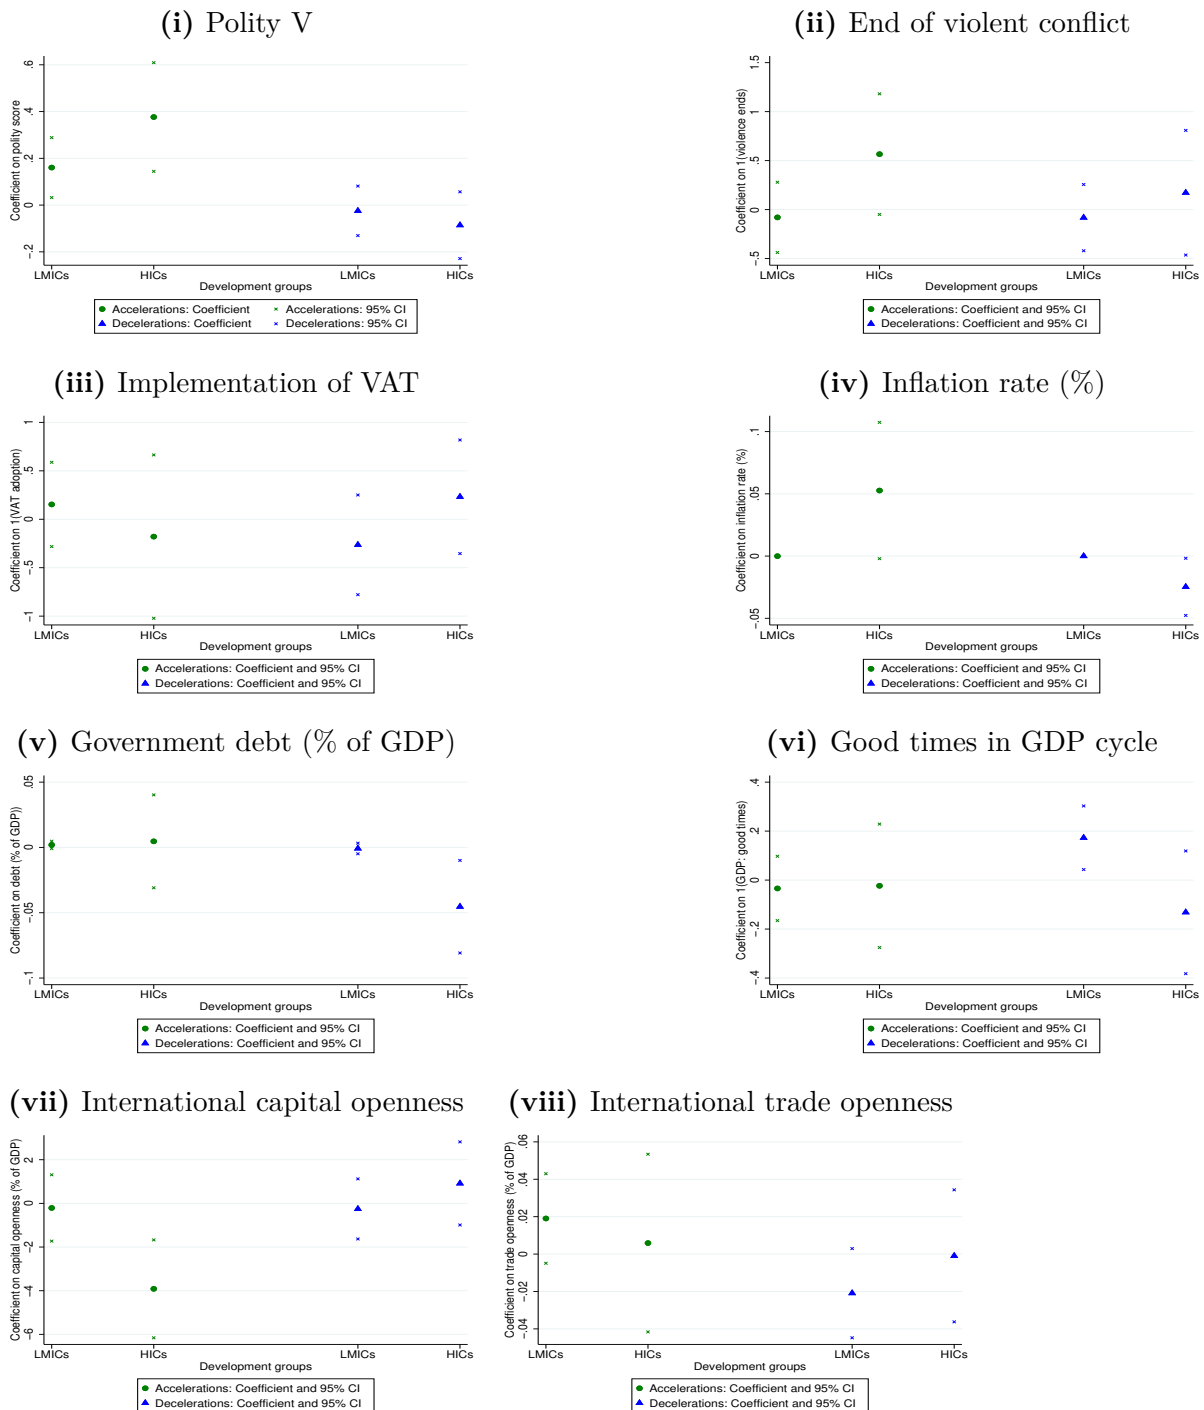 (i) Polity V
Coefficient on polity score
.6
.4
.2
0
-.2
LMICs HICs LMICs HICs
Development groups
Accelerations: Coefficient Accelerations: 95% CI
Decelerations: Coefficient Decelerations: 95% CI
(ii) End of violent conflict
Coefficient on 1(violence ends)
1.5
1
.5
0
-.5
LMICs HICs LMICs HICs
Development groups
Accelerations: Coefficient and 95% CI
Decelerations: Coefficient and 95% CI
(iii) Implementation of VAT
Coefficient on 1(VAT adoption)
1
.5
0
-.5
-1
LMICs HICs LMICs HICs
Development groups
Accelerations: Coefficient and 95% CI
Decelerations: Coefficient and 95% CI
(iv) Inflation rate (%)
Coefficient on inflation rate (%)
.1
.05
0
-.05
LMICs HICs LMICs HICs
Development groups
Accelerations: Coefficient and 95% CI
Decelerations: Coefficient and 95% CI
(v) Government debt (% of GDP)
Coefficient on debt (% of GDP))
.05
0
-.05
-.1
LMICs HICs LMICs HICs
Development groups
Accelerations: Coefficient and 95% CI
Decelerations: Coefficient and 95% CI
(vi) Good times in GDP cycle
Coefficient on 1(GDP: good times)
.4
.2
0
-.2
-.4
LMICs HICs LMICs HICs
Development groups
Accelerations: Coefficient and 95% CI
Decelerations: Coefficient and 95% CI
(vii) International capital openness
Coefficient on capital openness (% of GDP)
2
0
-2
-4
-6
LMICs HICs LMICs HICs
Development groups
Accelerations: Coefficient and 95% CI
Decelerations: Coefficient and 95% CI
(viii) International trade openness
Coefficient on trade openness (% of GDP)
.06
.04
.02
0
-.02
-.04
LMICs HICs LMICs HICs
Development groups
Accelerations: Coefficient and 95% CI
Decelerations: Coefficient and 95% CI